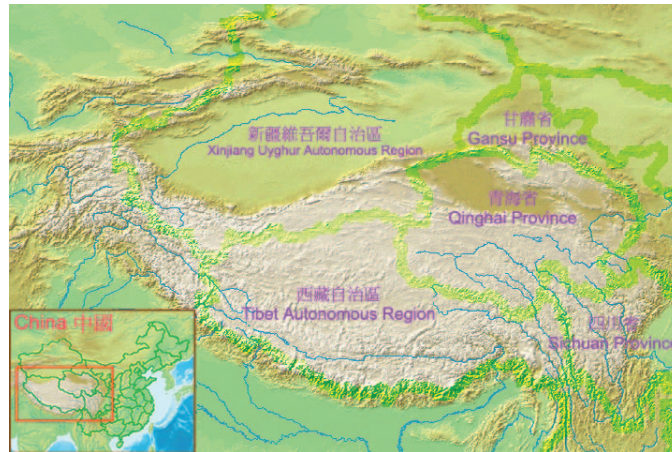 新疆維吾爾自治區
Xinjiang Uyghur Autonomous Region
甘肅省
Gansu Province
青海省
Qinghai Province
西藏自治區
Tibet Autonomous Region
四川省
Sichuan Province
China 中國